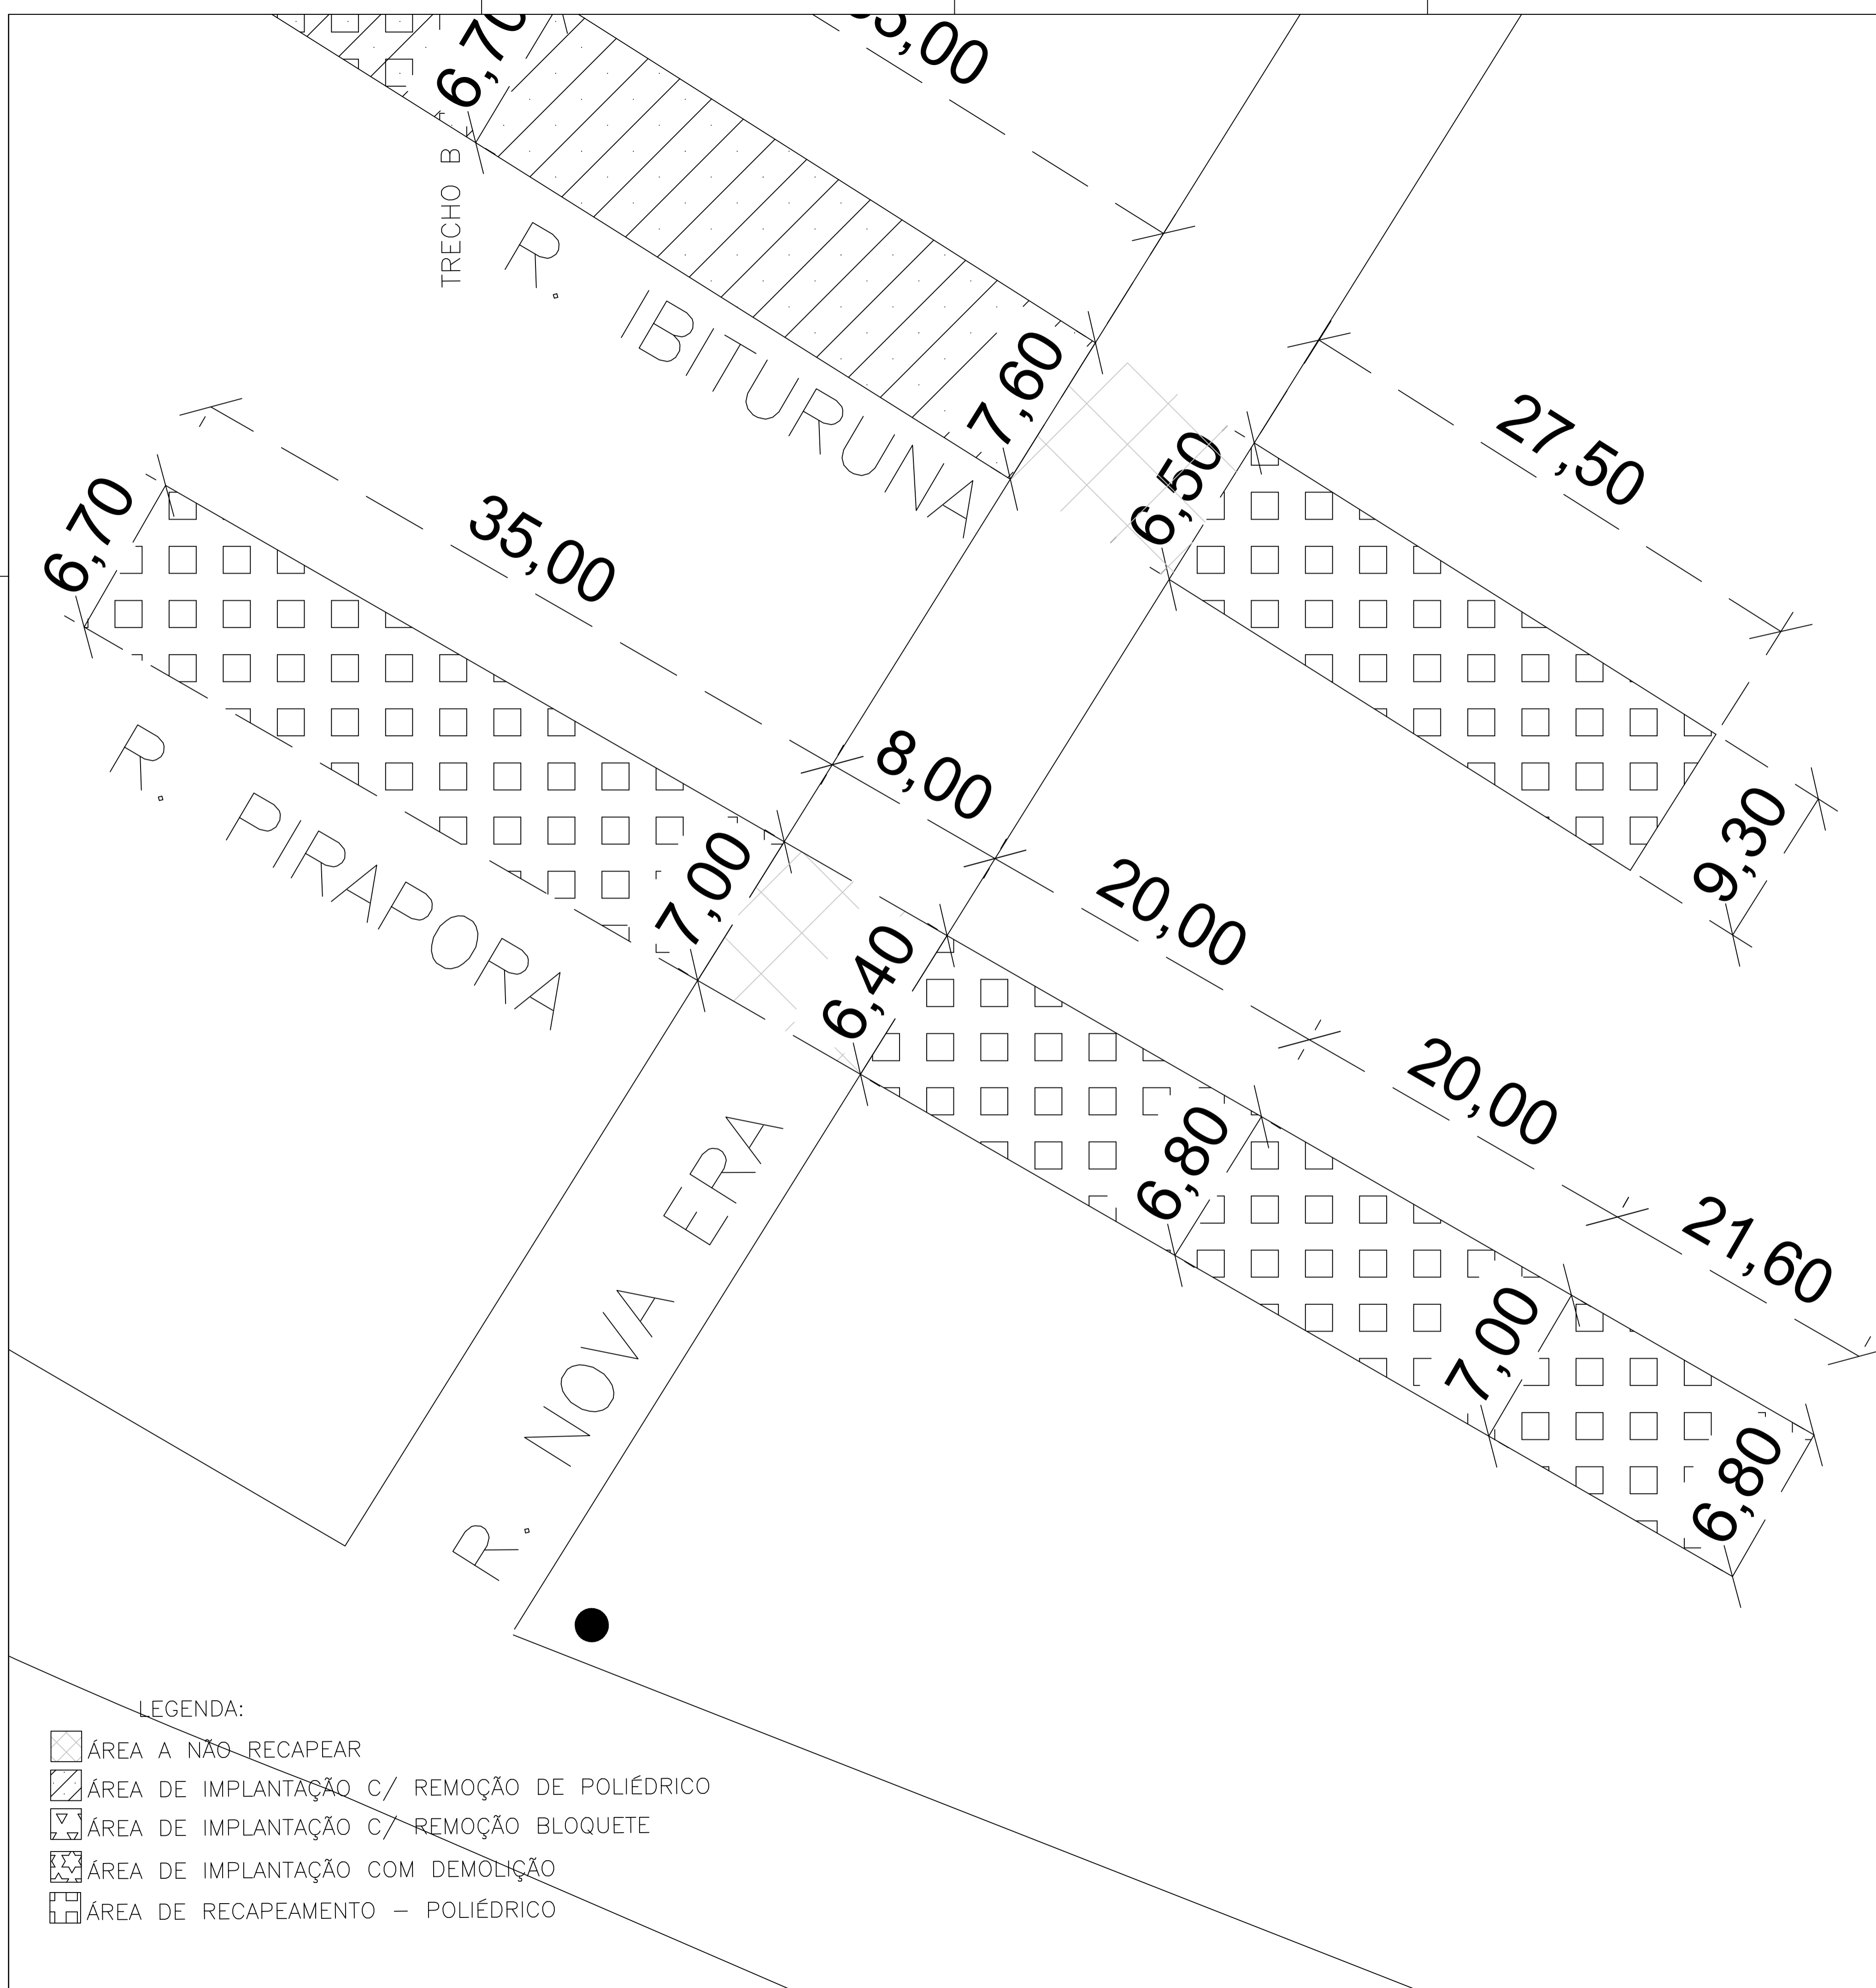 6,70
5,00
TRECHO B
R. BITURUNA
7,60
6,50
27,50
6,70
35,00
8,00
9,30
R. PIRAPORA
7,00
6,40
20,00
20,00
6,80
21,60
7,00
6,80
R. NOVA ERA
LEGENDA:
ÁREA A NÃO RECAPEAR
ÁREA DE IMPLANTAÇÃO C/ REMOÇÃO DE POLIÉDRICO
ÁREA DE IMPLANTAÇÃO C/ REMOÇÃO BLOQUETE
ÁREA DE IMPLANTAÇÃO COM DEMOLIÇÃO
ÁREA DE RECAPEAMENTO – POLIÉDRICO